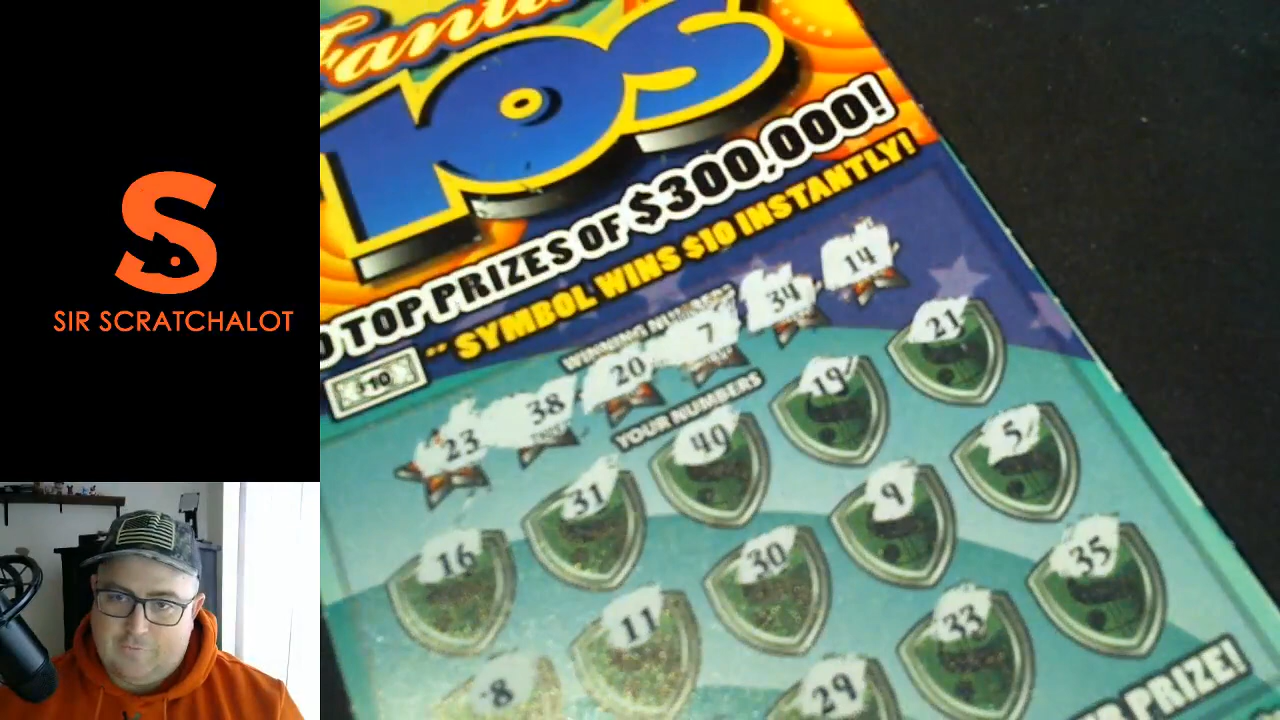 S
SIR SCRATCHALOT
10S
TOP PRIZES OF $300,000!
$10
SYMBOL WINS $10 INSTANTLY!
WINNING NUMBERS
23 38 20 7 34 14
YOUR NUMBERS
16 31 40 19 21
11 30 9 5
8 29 33 35
PRIZE!